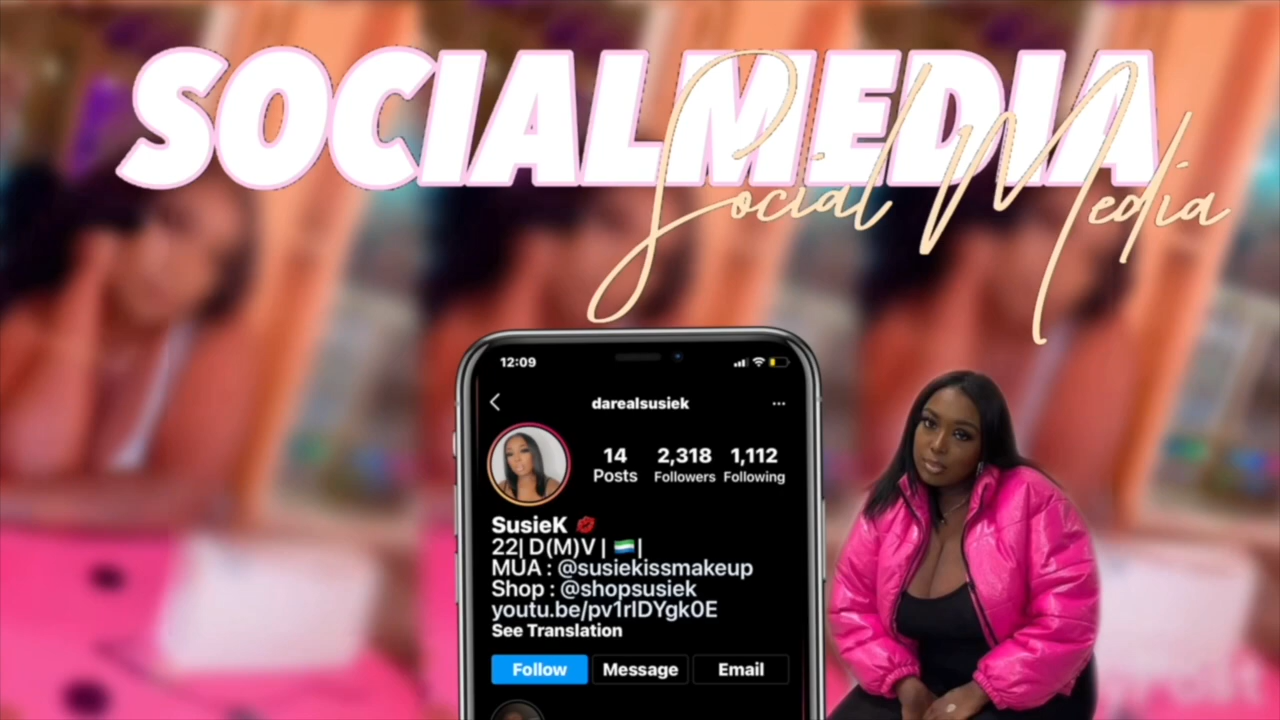 SOCIALMEDIA
Social Media
12:09
darealsusiek
14 2,318 1,112
Posts Followers Following
SusieK 💋
22| D(M)V | 🇸🇱|
MUA : @susiekissmakeup
Shop : @shopsusiek
youtu.be/pv1rIDYgk0E
See Translation
Follow Message Email